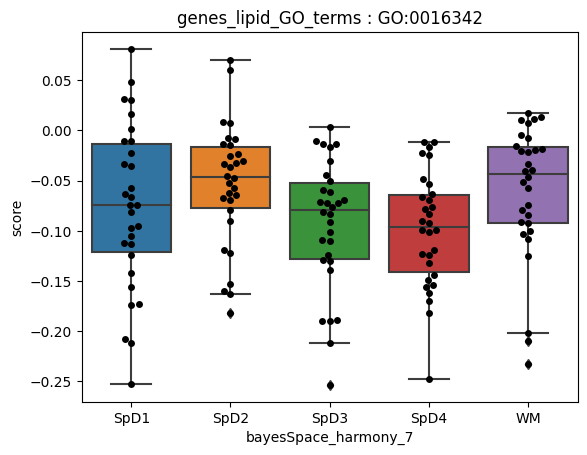 genes_lipid_GO_terms : GO:0016342
score
0.05
0.00
−0.05
−0.10
−0.15
−0.20
−0.25
SpD1 SpD2 SpD3 SpD4 WM
bayesSpace_harmony_7